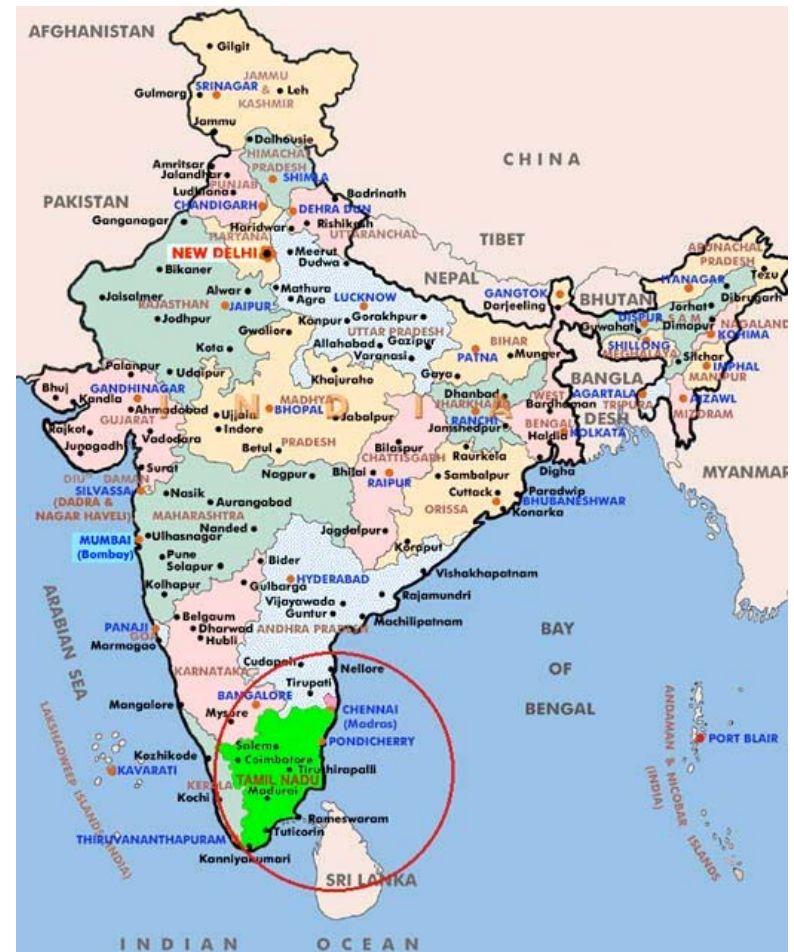 AFGHANISTAN
Gilgit
JAMMU
&
KASHMIR
SRINAGAR
Gulmarg
Leh
Jammu
Dalhousie
CHINA
HIMACHAL
PRADESH
Amritsar
Jalandhar
PUNJAB
Ludhiana
SHIMLA
PAKISTAN
CHANDIGARH
DEHRA DUN
Badrinath
Ganganagar
Rishikesh
Haridwar
UTTARANCHAL
HARYANA
TIBET
NEW DELHI
Meerut
Dudwa
Bikaner
NEPAL
ARUNACHAL
PRADESH
Tezu
ITANAGAR
Jaisalmer
Alwar
Mathura
Agra
LUCKNOW
GANGTOK
Darjeeling
BHUTAN
Dibrugarh
Jorhat
RAJASTHAN
JAIPUR
Jodhpur
Kanpur
Gorakhpur
DISPUR
S A M
Guwahat
Dimapur
NAGALAND
KOHIMA
Gwalior
UTTAR PRADESH
Allahabad
Gazipur
BIHAR
PATNA
Munger
SHILLONG
MEGHALAYA
Kota
Varanasi
Silchar
IMPHAL
MANIPUR
Palanpur
Udaipur
Khajuraho
Gaya
BANGLA
DESH
Bhuj
Kandla
GANDHINAGAR
MADHYA
Dhanbad
JHARKHAND
WEST
BENGAL
AGARTALA
TRIPURA
AIZAWL
MIZORAM
I N D I A
Ahmadabad
Ujjain
BHOPAL
Jabalpur
RANCHI
Bardhaman
Rajkot
GUJARAT
Indore
Jamshedpur
KOLKATA
Haldia
Junagadh
Vadodara
Betul
PRADESH
Bilaspur
CHATTISGARH
Raurkela
MYANMAR
Surat
Digha
DIU
DAMAN
SILVASSA
(DADRA &
NAGAR HAVELI)
Nasik
Nagpur
Bhilai
RAIPUR
Sambalpur
Cuttack
Paradwip
BHUBANESHWAR
Konarka
Aurangabad
MAHARASHTRA
ORISSA
Nanded
Jagdalpur
MUMBAI
(Bombay)
Ulhasnagar
Koraput
Pune
Solapur
Bider
Vishakhapatnam
Kolhapur
Gulbarga
HYDERABAD
Rajamundri
Vijayawada
Guntur
Machilipatnam
ARABIAN SEA
Belgaum
PANAJI
GOA
Dharwad
Hubli
ANDHRA PRADESH
Marmagao
BAY
OF
BENGAL
KARNATAKA
Cudapah
Nellore
Tirupati
Mangalore
BANGALORE
Mysore
CHENNAI
(Madras)
PONDICHERRY
PORT BLAIR
ANDAMAN & NICOBAR ISLANDS
(INDIA)
LAKSHADWEEP ISLANDS (INDIA)
KAVARATI
Kozhikode
Salem
Coimbatore
Tiruchirapalli
TAMIL NADU
KERALA
Kochi
Madurai
Rameswaram
Tuticorin
THIRUVANANTHAPURAM
Kanniyakumari
SRI LANKA
INDIAN OCEAN